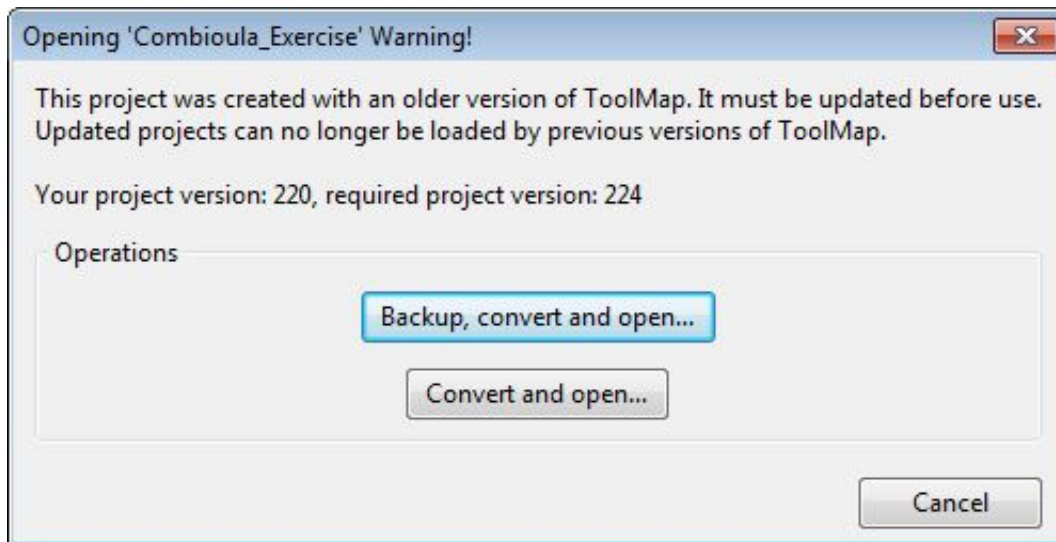 Opening 'Combioula_Exercise' Warning!
This project was created with an older version of ToolMap. It must be updated before use.
Updated projects can no longer be loaded by previous versions of ToolMap.
Your project version: 220, required project version: 224
Operations
Backup, convert and open...
Convert and open...
Cancel